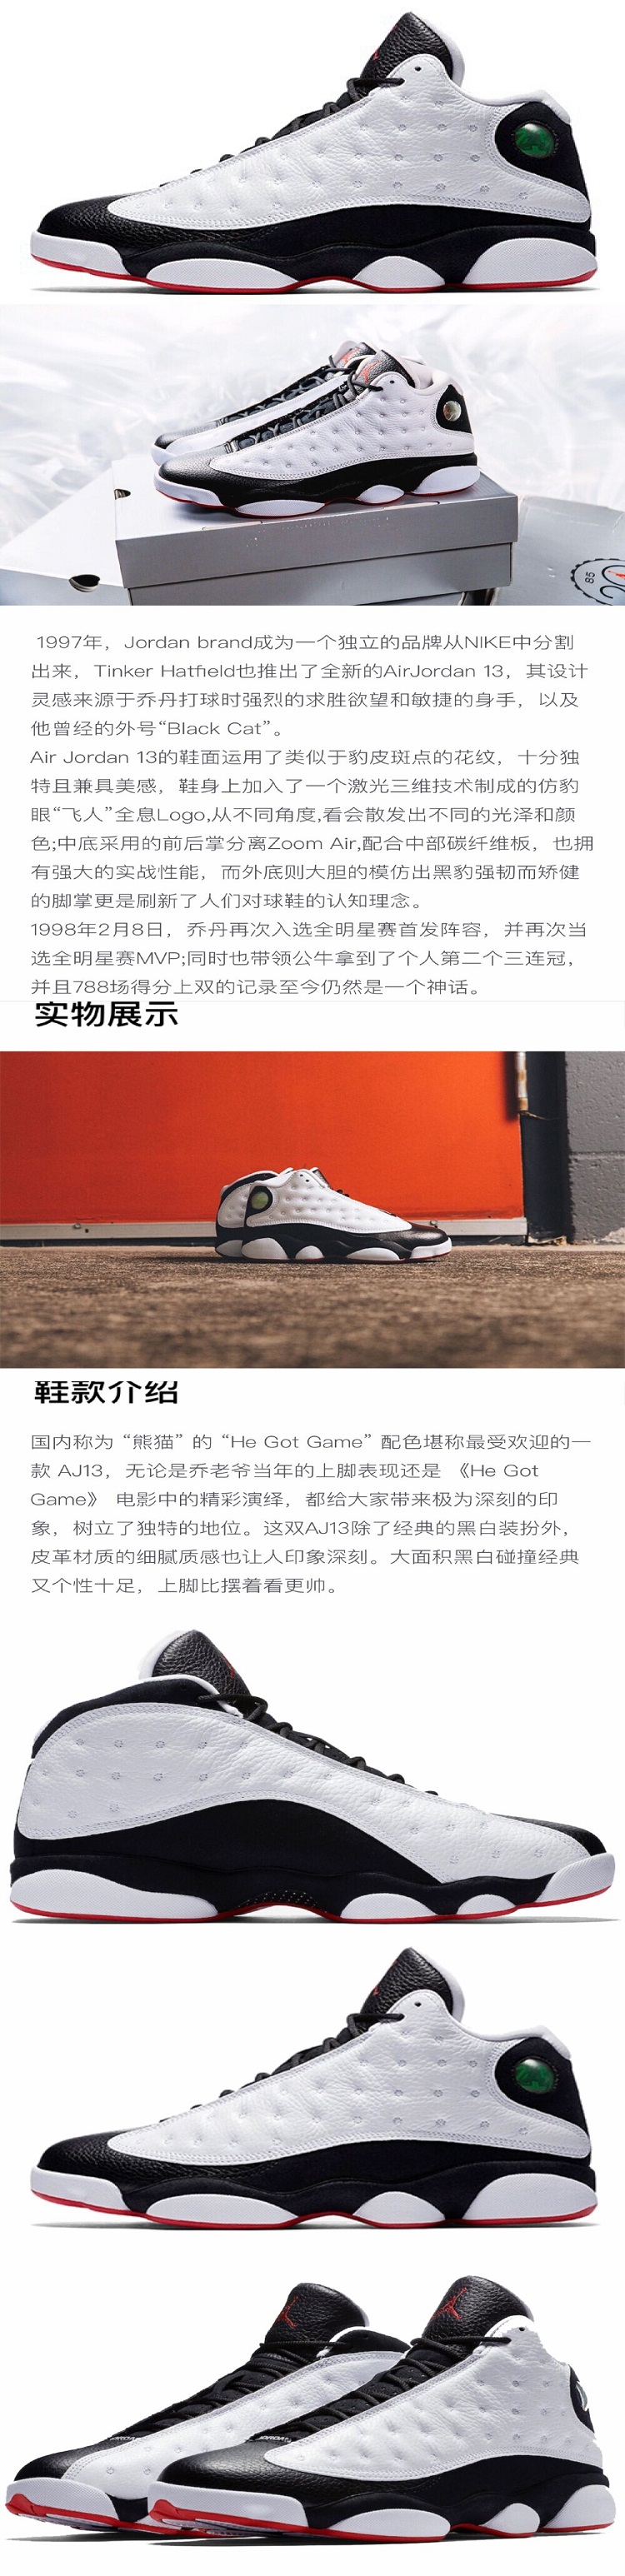 1997年，Jordan brand成为一个独立的品牌从NIKE中分割
出来，Tinker Hatfield也推出了全新的AirJordan 13，其设计
灵感来源于乔丹打球时强烈的求胜欲望和敏捷的身手，以及
他曾经的外号“Black Cat”。
Air Jordan 13的鞋面运用了类似于豹皮斑点的花纹，十分独
特且兼具美感，鞋身上加入了一个激光三维技术制成的仿豹
眼“飞人”全息Logo,从不同角度,看会散发出不同的光泽和颜
色;中底采用的前后掌分离Zoom Air,配合中部碳纤维板，也拥
有强大的实战性能，而外底则大胆的模仿出黑豹强韧而矫健
的脚掌更是刷新了人们对球鞋的认知理念。
1998年2月8日，乔丹再次入选全明星赛首发阵容，并再次当
选全明星赛MVP;同时也带领公牛拿到了个人第二个三连冠，
并且788场得分上双的记录至今仍然是一个神话。
实物展示
鞋款介绍
国内称为 “熊猫” 的 “He Got Game” 配色堪称最受欢迎的一
款 AJ13，无论是乔老爷当年的上脚表现还是 《He Got
Game》 电影中的精彩演绎，都给大家带来极为深刻的印
象，树立了独特的地位。这双AJ13除了经典的黑白装扮外，
皮革材质的细腻质感也让人印象深刻。大面积黑白碰撞经典
又个性十足，上脚比摆着看更帅。